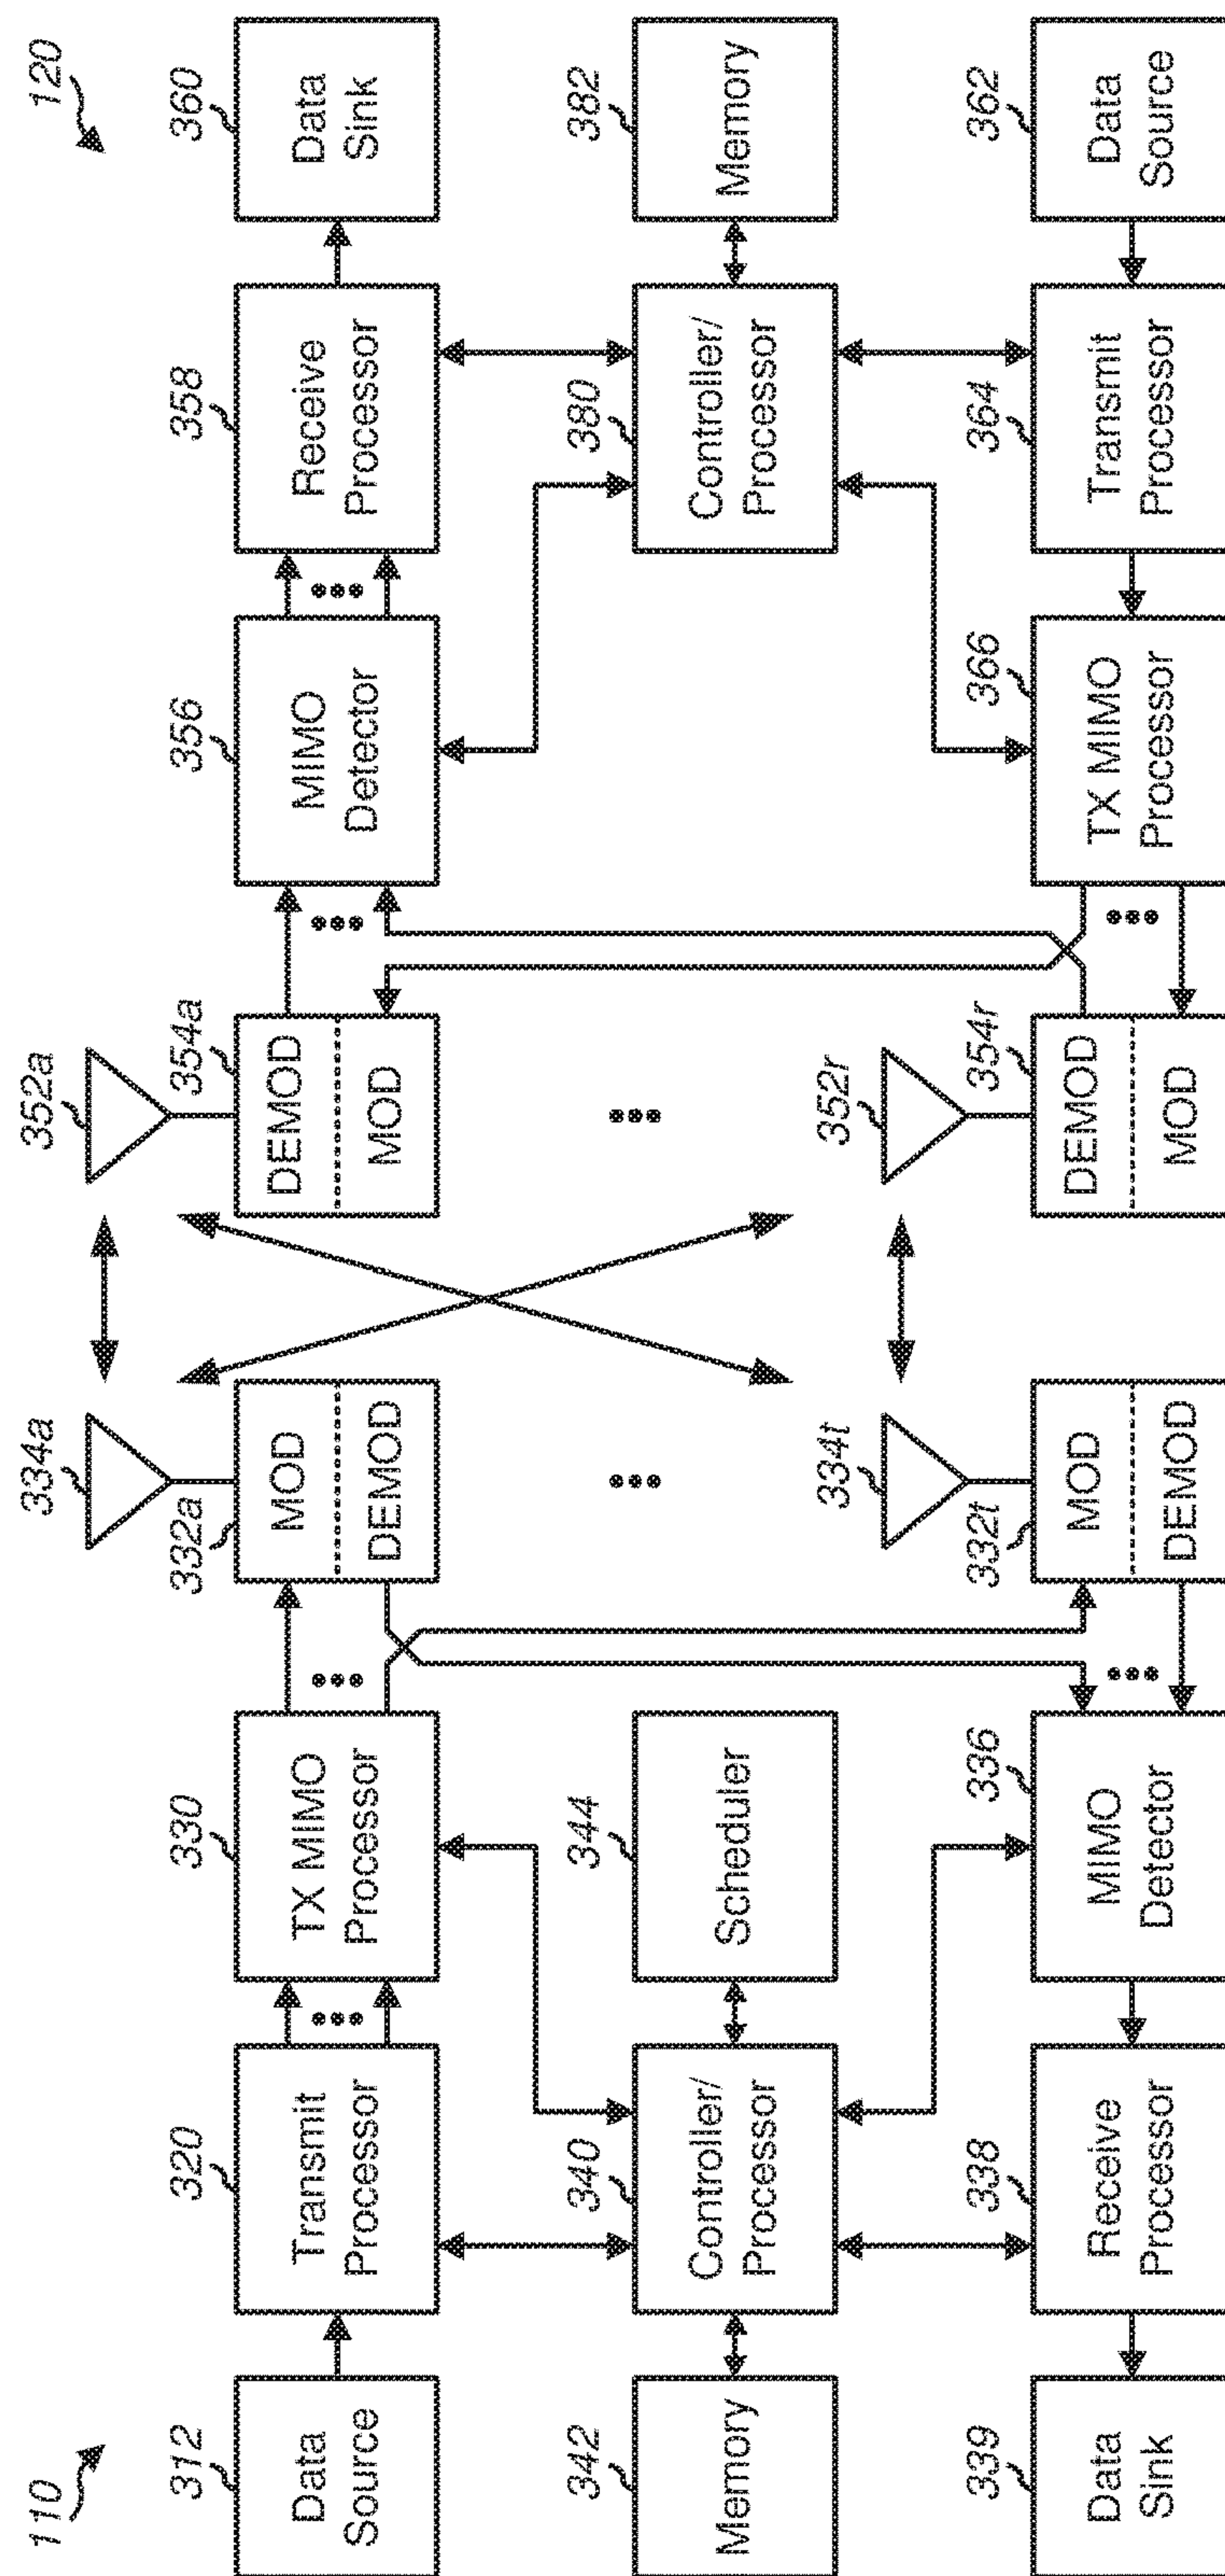 110
120
312
Data
Source
320
Transmit
Processor
330
TX MIMO
Processor
332a
MOD
DEMOD
334a
352a
354a
DEMOD
MOD
356
MIMO
Detector
358
Receive
Processor
360
Data
Sink
342
Memory
340
Controller/
Processor
344
Scheduler
380
Controller/
Processor
382
Memory
339
Data
Sink
338
Receive
Processor
336
MIMO
Detector
332t
MOD
DEMOD
334t
352r
354r
DEMOD
MOD
366
TX MIMO
Processor
364
Transmit
Processor
362
Data
Source